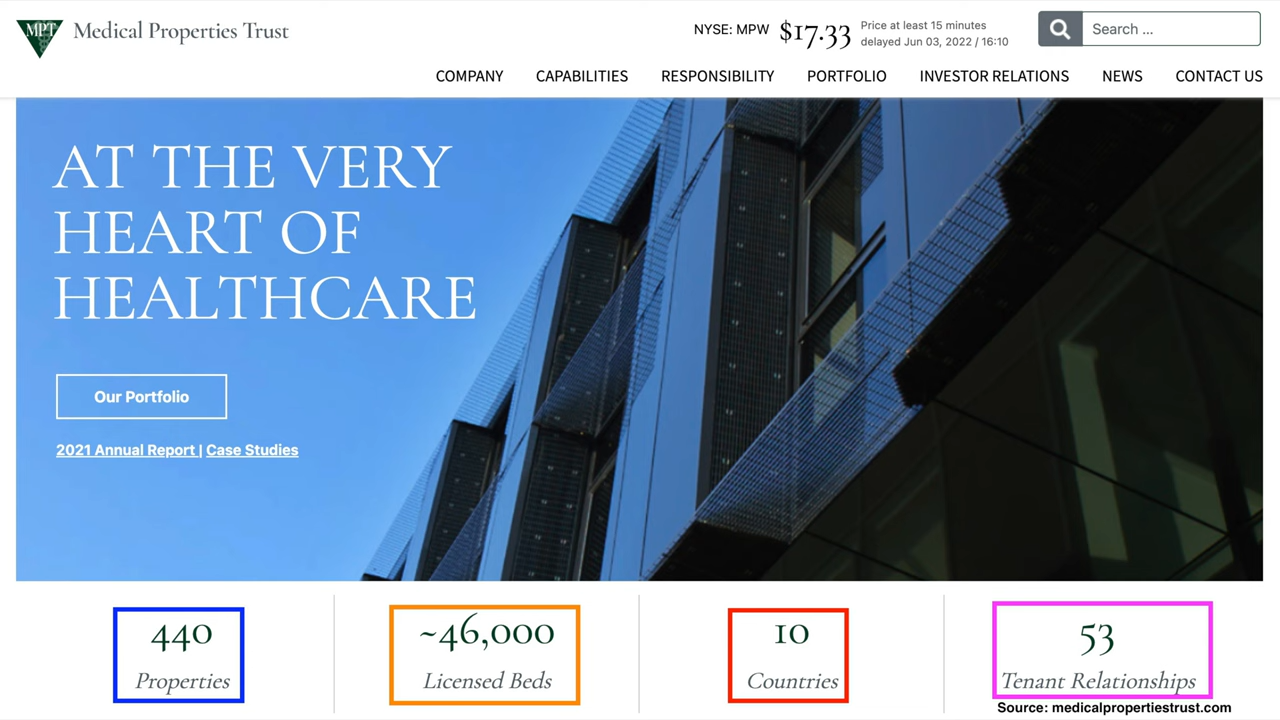 MPT Medical Properties Trust
NYSE: MPW $17.33 Price at least 15 minutes
delayed Jun 03, 2022 / 16:10
Search ...
COMPANY CAPABILITIES RESPONSIBILITY PORTFOLIO INVESTOR RELATIONS NEWS CONTACT US
AT THE VERY
HEART OF
HEALTHCARE
Our Portfolio
2021 Annual Report | Case Studies
440
Properties
~46,000
Licensed Beds
10
Countries
53
Tenant Relationships
Source: medicalpropertiestrust.com